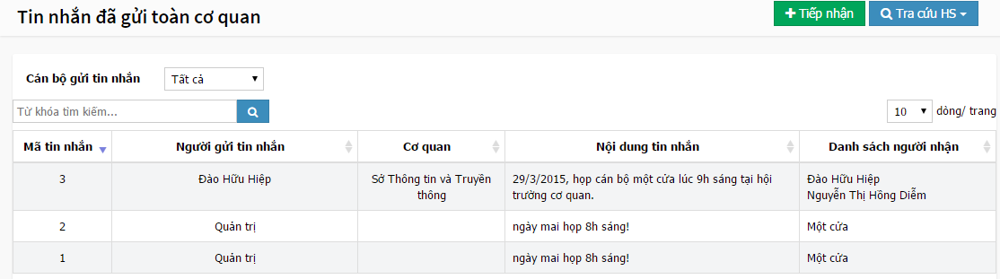 Tin nhắn đã gửi toàn cơ quan
Tiếp nhận
Tra cứu HS
Cán bộ gửi tin nhắn
Tất cả
Từ khóa tìm kiếm...
10 dòng/ trang
Mã tin nhắn Người gửi tin nhắn Cơ quan Nội dung tin nhắn Danh sách người nhận
3 Đào Hữu Hiệp Sở Thông tin và Truyền thông 29/3/2015, họp cán bộ một cửa lúc 9h sáng tại hội trường cơ quan. Đào Hữu Hiệp Nguyễn Thị Hồng Diễm
2 Quản trị ngày mai họp 8h sáng! Một cửa
1 Quản trị ngày mai họp 8h sáng! Một cửa